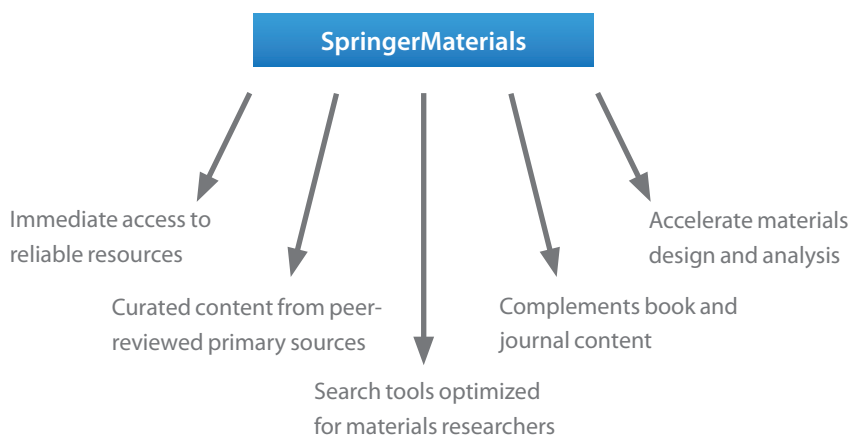 SpringerMaterials
Immediate access to
reliable resources
Curated content from peer-
reviewed primary sources
Search tools optimized
for materials researchers
Complements book and
journal content
Accelerate materials
design and analysis